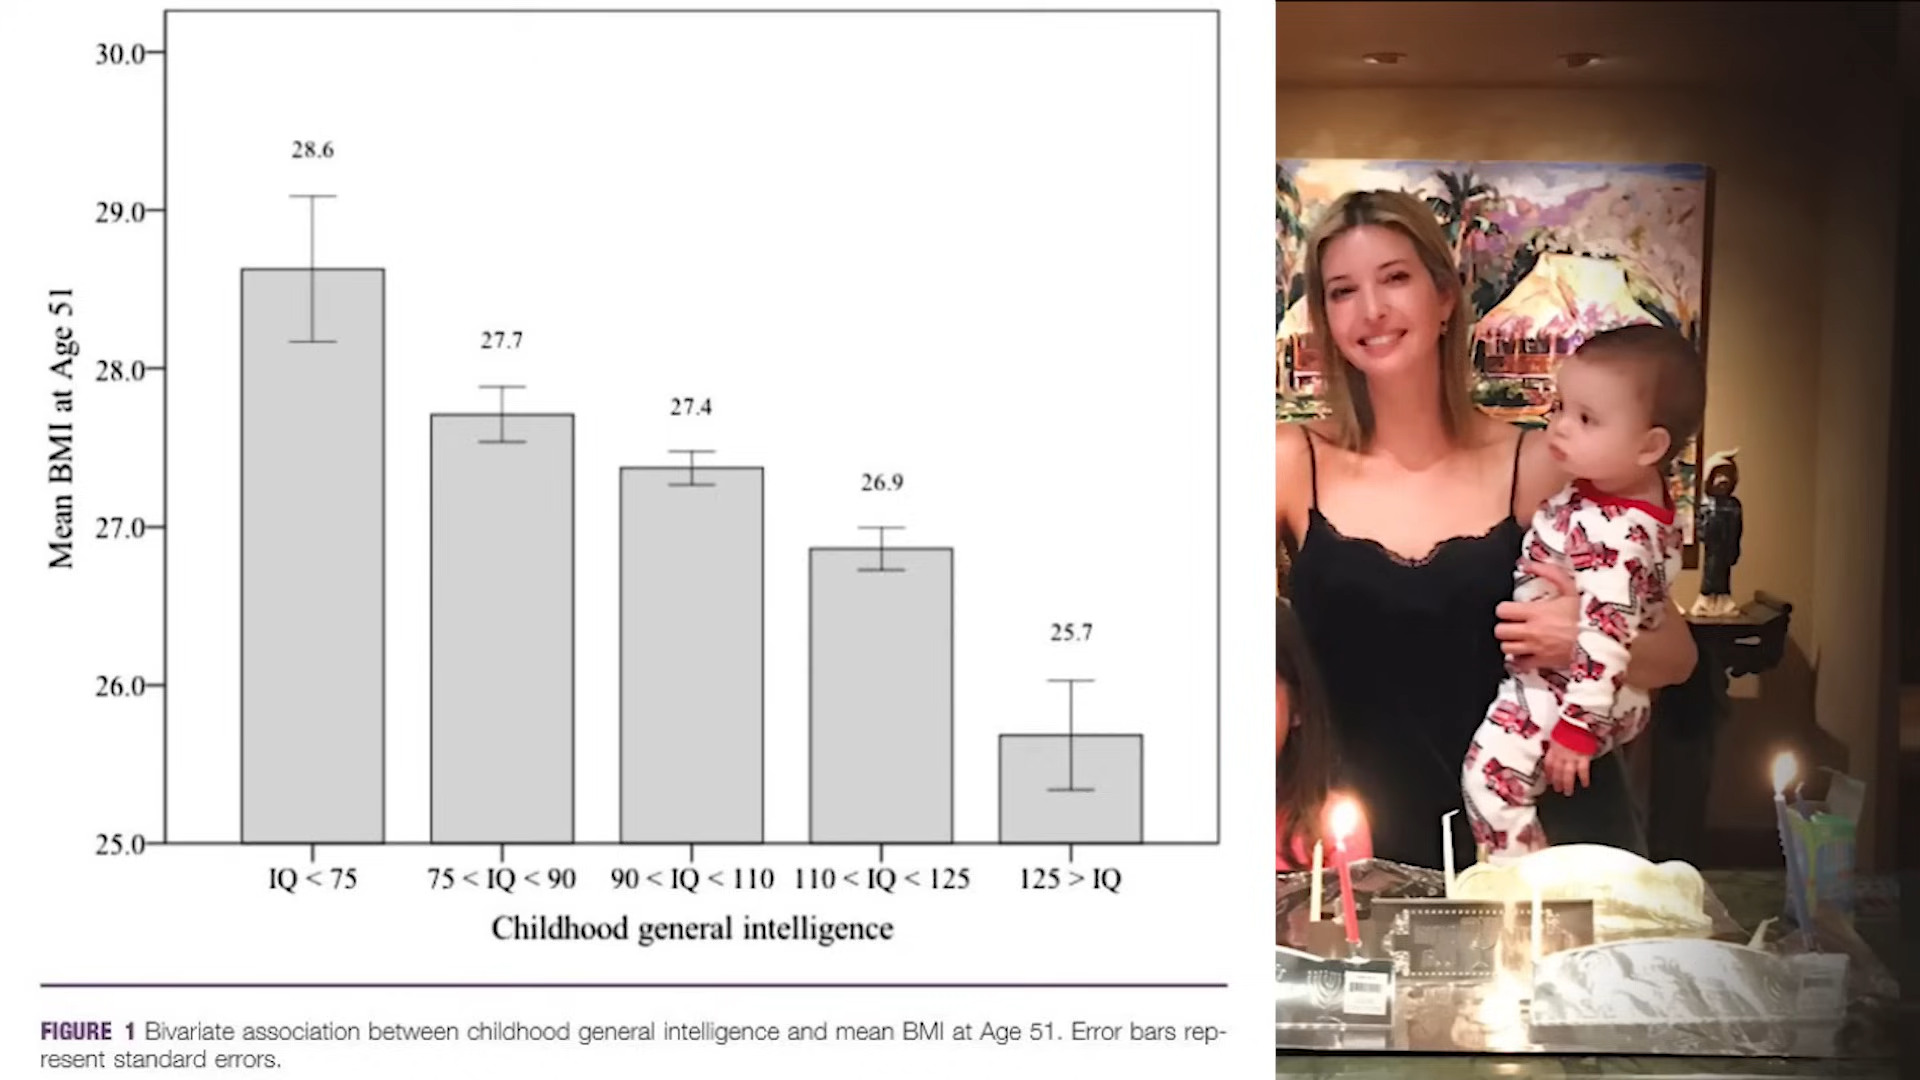 30.0
29.0
28.0
27.0
26.0
25.0
Mean BMI at Age 51
28.6
27.7
27.4
26.9
25.7
IQ < 75
75 < IQ < 90
90 < IQ < 110
110 < IQ < 125
125 > IQ
Childhood general intelligence
FIGURE 1 Bivariate association between childhood general intelligence and mean BMI at Age 51. Error bars rep-
resent standard errors.